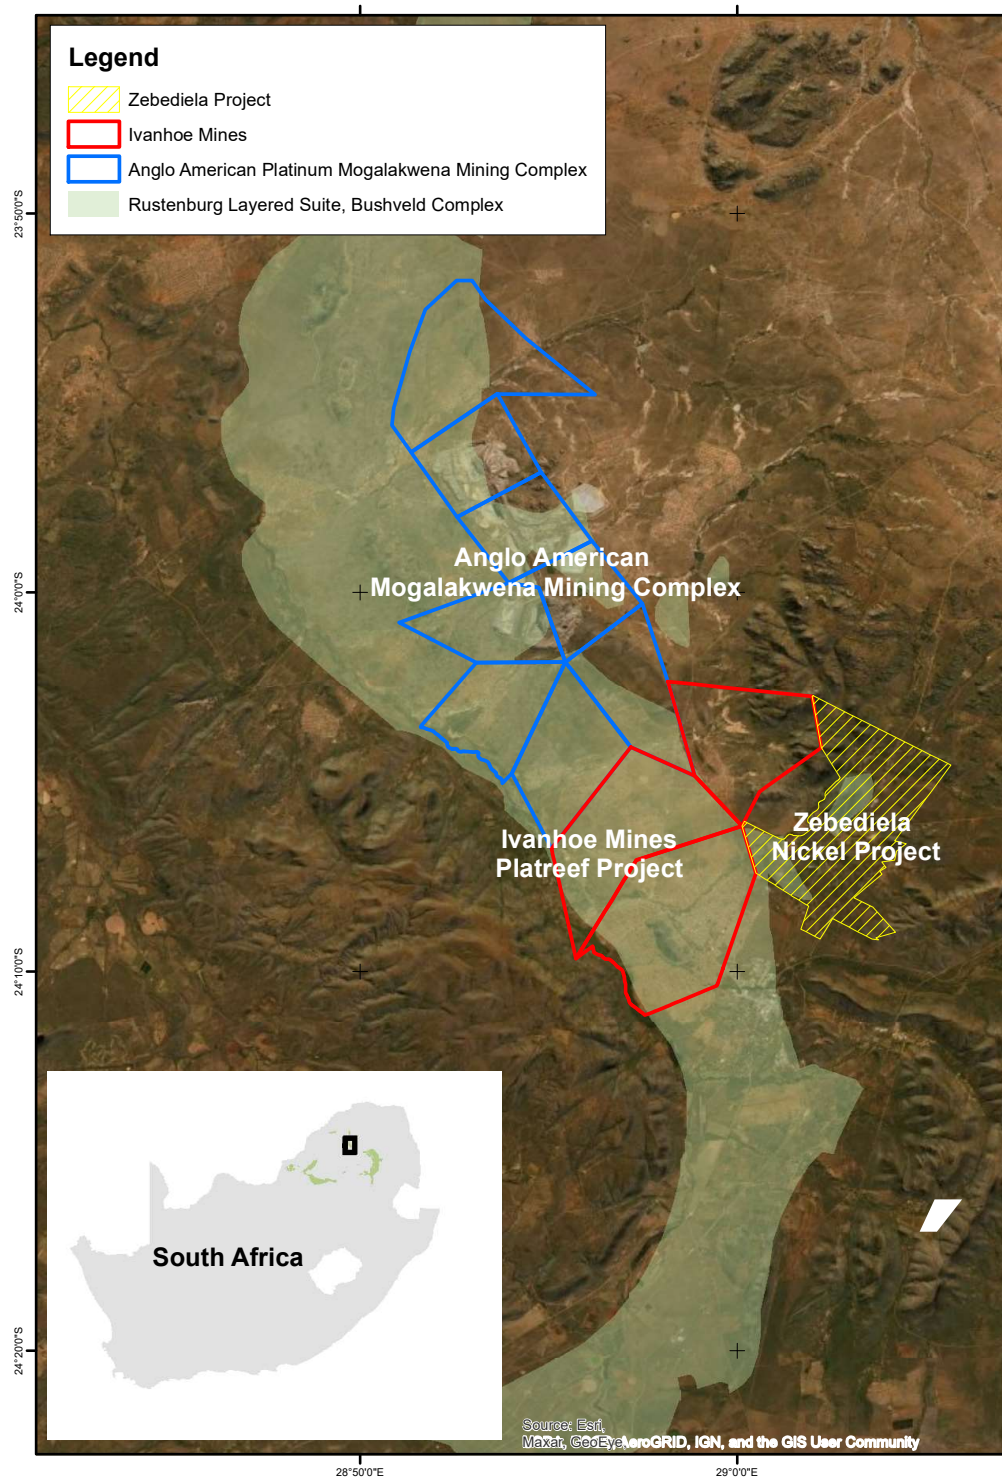 Legend
Zebediela Project
Ivanhoe Mines
Anglo American Platinum Mogalakwena Mining Complex
Rustenburg Layered Suite, Bushveld Complex
23°50'0"S
Anglo American
Mogalakwena Mining Complex
24°0'0"S
Zebediela
Nickel Project
Ivanhoe Mines
Platreef Project
24°10'0"S
South Africa
24°20'0"S
Source: Esri,
Maxar, GeoEye, AeroGRID, IGN, and the GIS User Community
28°50'0"E
29°0'0"E